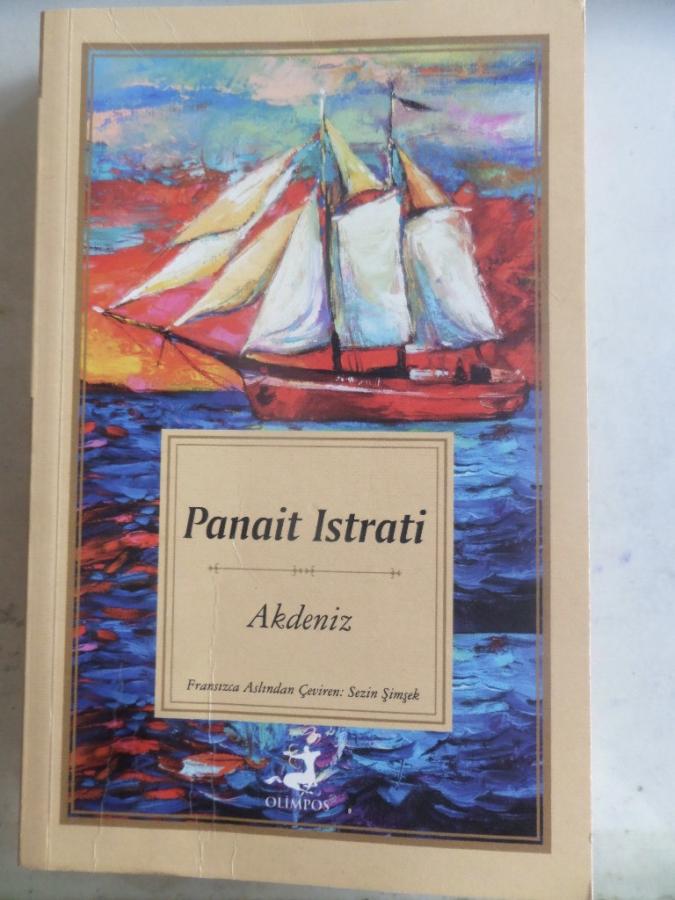 Panait Istrati
Akdeniz
Fransızca Aslından Çeviren: Sezin Şimşek
OLİMPOS